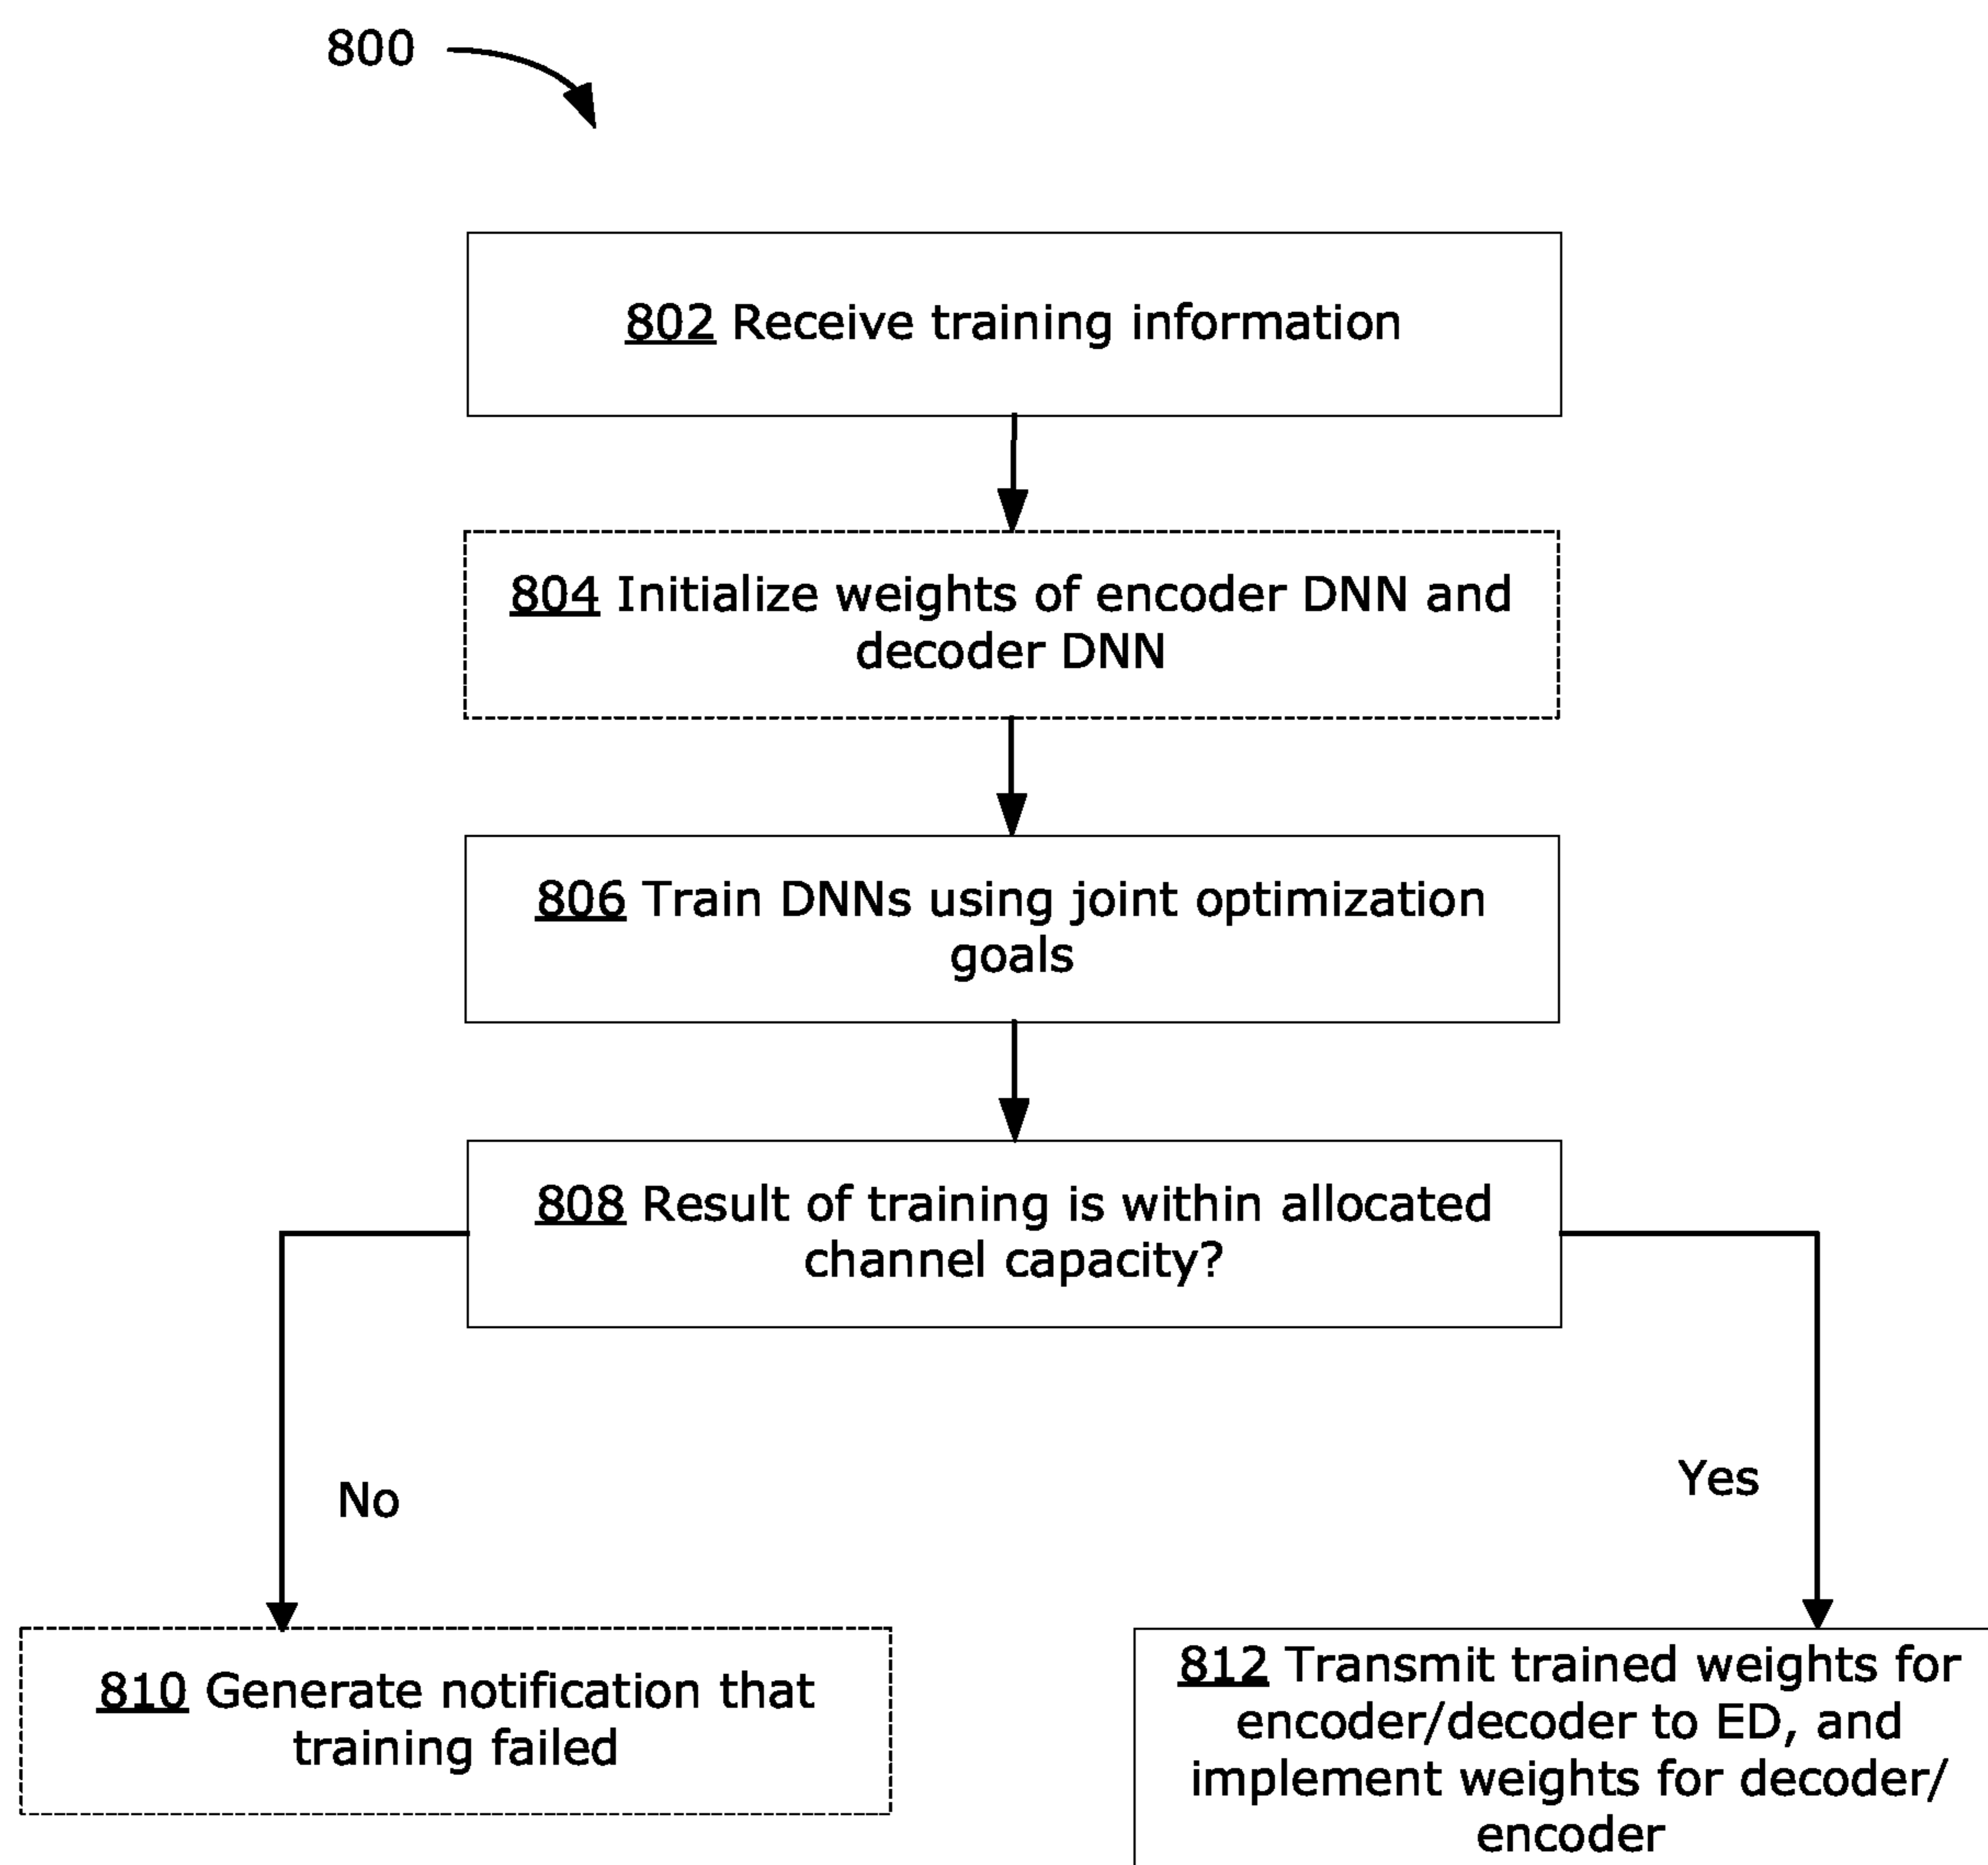 800
802 Receive training information
804 Initialize weights of encoder DNN and
decoder DNN
806 Train DNNs using joint optimization
goals
808 Result of training is within allocated
channel capacity?
No
Yes
810 Generate notification that
training failed
812 Transmit trained weights for
encoder/decoder to ED, and
implement weights for decoder/
encoder